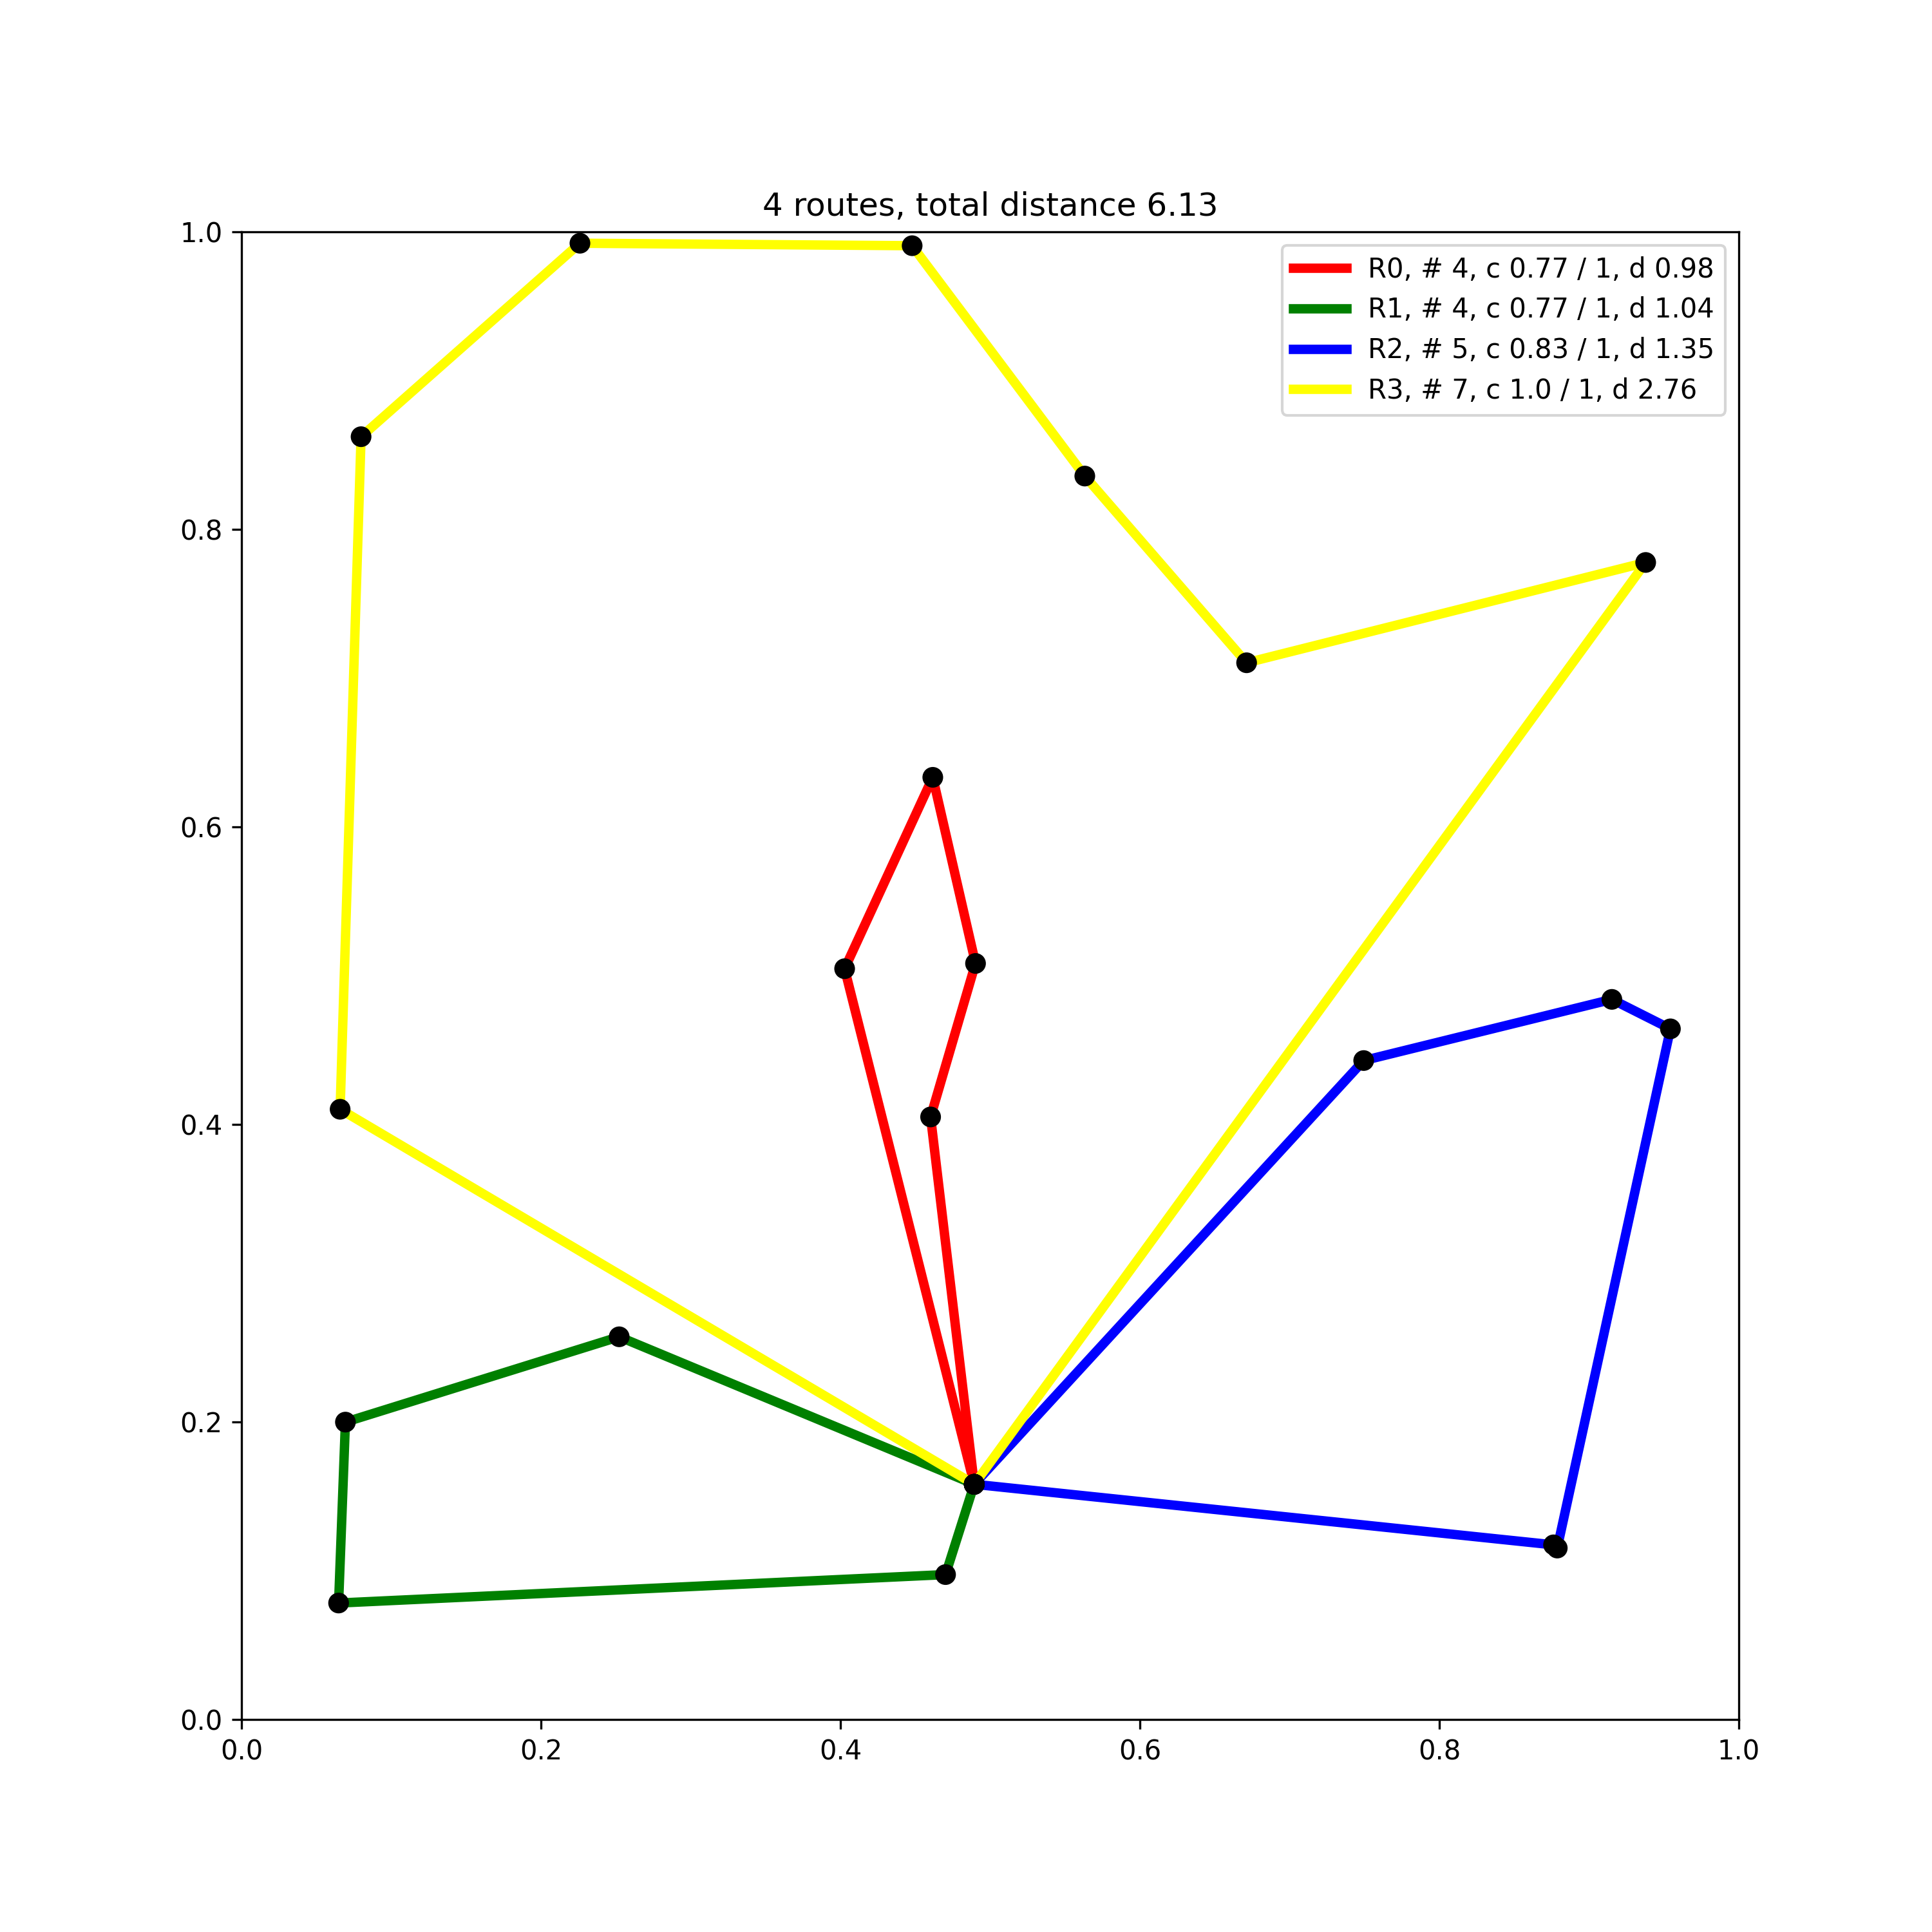 4 routes, total distance 6.13
1.0
R0, # 4, c 0.77 / 1, d 0.98
R1, # 4, c 0.77 / 1, d 1.04
R2, # 5, c 0.83 / 1, d 1.35
R3, # 7, c 1.0 / 1, d 2.76
0.8
0.6
0.4
0.2
0.0
0.0 0.2 0.4 0.6 0.8 1.0